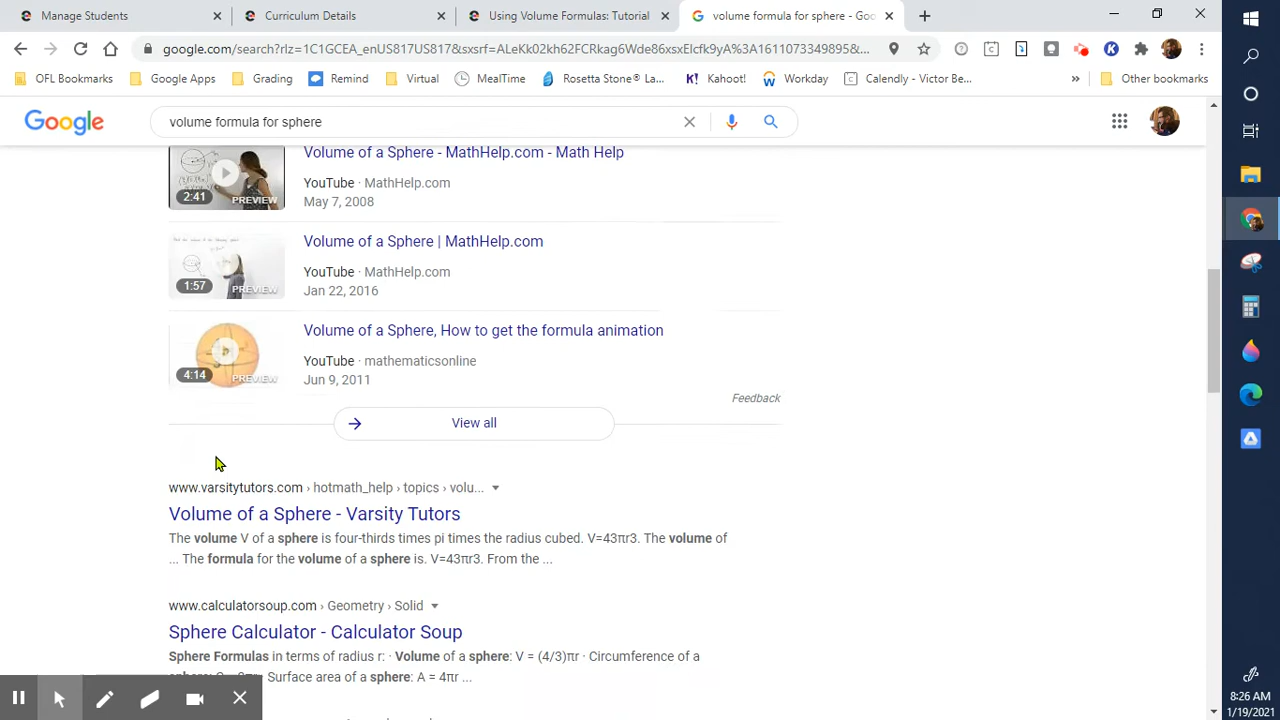 Manage Students
Curriculum Details
Using Volume Formulas: Tutorial
volume formula for sphere - Goo
google.com/search?rlz=1C1GCEA_enUS817US817&sxsrf=ALeKk02kh62FCRkag6Wde86xsxElcfk9yA%3A1611073349895&...
OFL Bookmarks
Google Apps
Grading
Remind
Virtual
MealTime
Rosetta Stone® La...
Kahoot!
Workday
Calendly - Victor Be...
»
Other bookmarks
Google
volume formula for sphere
Volume of a Sphere - MathHelp.com - Math Help
YouTube · MathHelp.com
May 7, 2008
2:41
PREVIEW
Volume of a Sphere | MathHelp.com
YouTube · MathHelp.com
Jan 22, 2016
1:57
PREVIEW
Volume of a Sphere, How to get the formula animation
YouTube · mathematicsonline
Jun 9, 2011
4:14
PREVIEW
Feedback
View all
www.varsitytutors.com › hotmath_help › topics › volu...
Volume of a Sphere - Varsity Tutors
The volume V of a sphere is four-thirds times pi times the radius cubed. V=43πr3. The volume of
... The formula for the volume of a sphere is. V=43πr3. From the ...
www.calculatorsoup.com › Geometry › Solid
Sphere Calculator - Calculator Soup
Sphere Formulas in terms of radius r: · Volume of a sphere: V = (4/3)πr · Circumference of a
Surface area of a sphere: A = 4πr ...
8:26 AM
1/19/2021